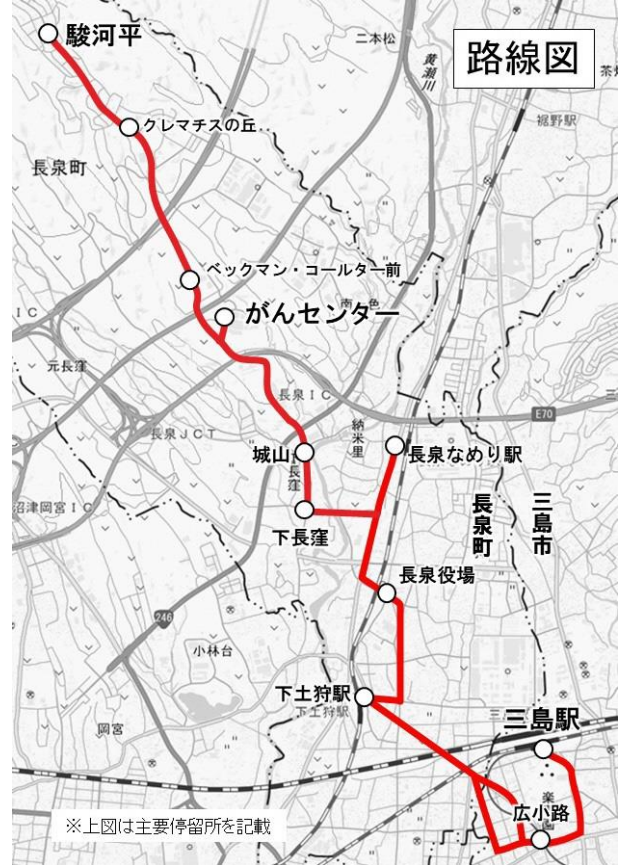 駿河平
路線図
二本松
黄瀬川
裾野駅
クレマチスの丘
長泉町
ベックマン・コールター前
がんセンター
元長窪
長泉IC
長泉JCT
E70
納米里
城山
長泉なめり駅
沼津岡宮IC
下長窪
長泉町
三島市
長泉役場
246
小林台
下土狩駅
下土狩駅
岡宮
三島駅
広小路
※上図は主要停留所を記載